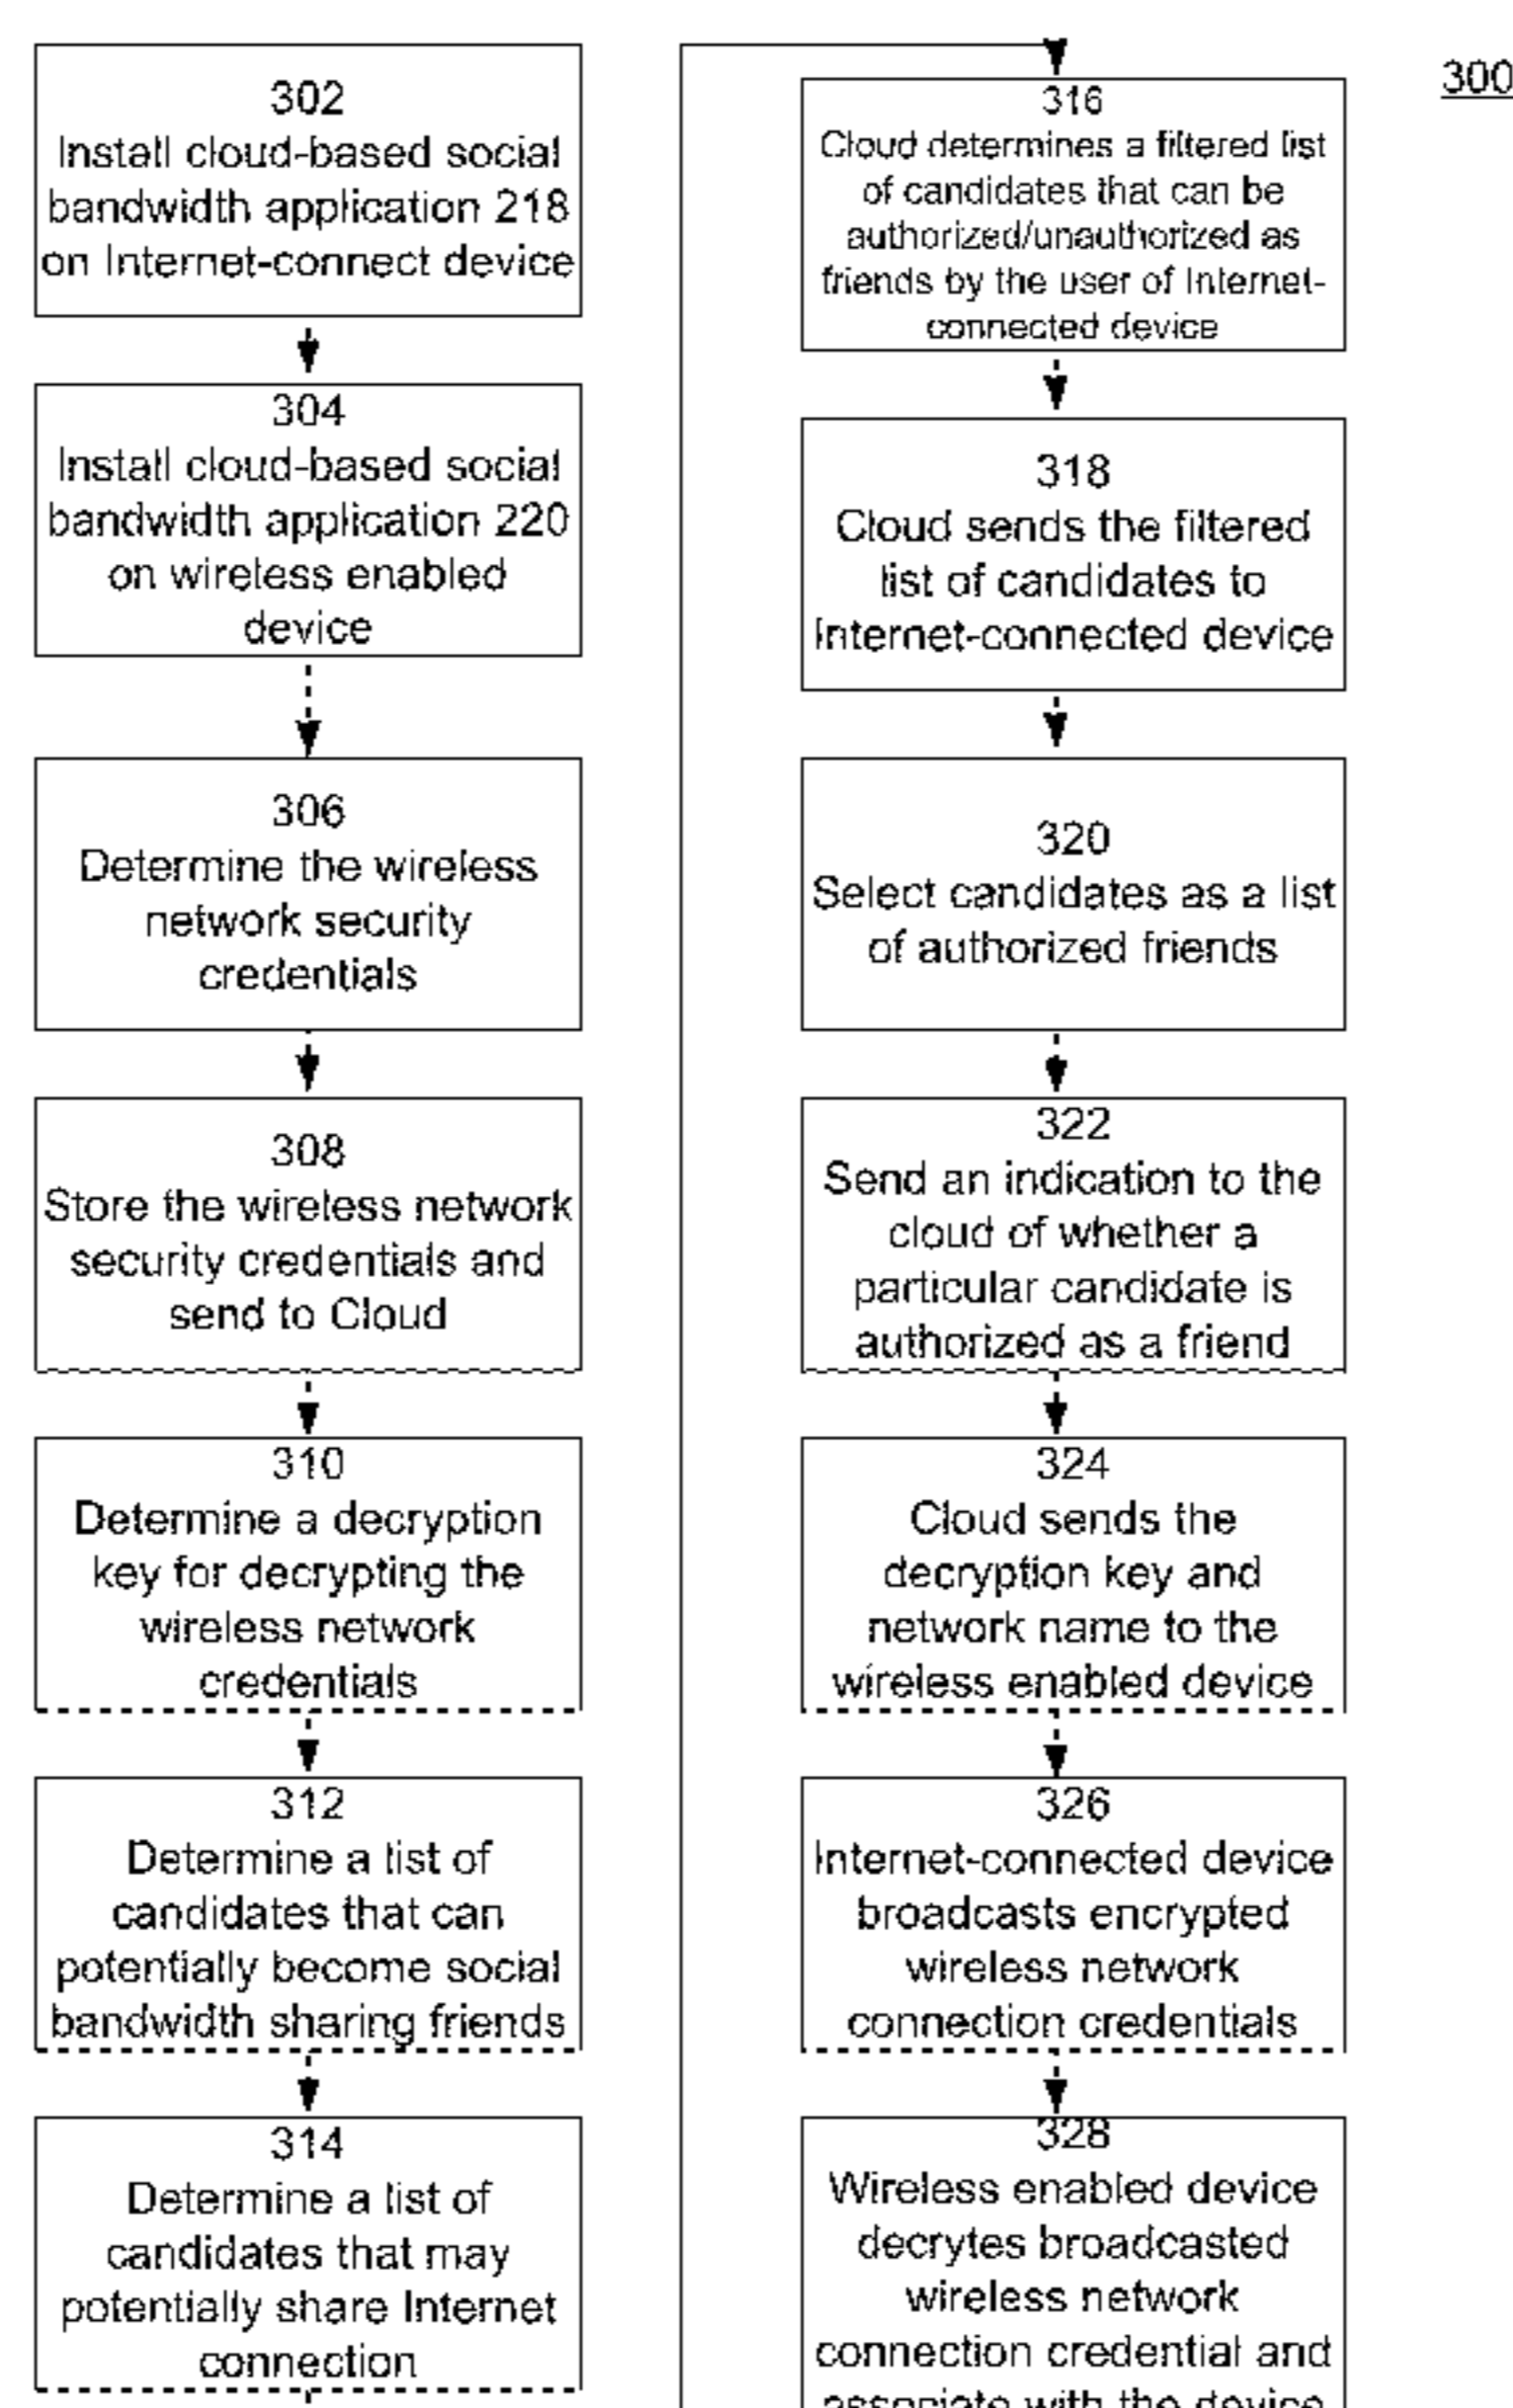 302
Install cloud-based social
bandwidth application 218
on Internet-connect device
304
Install cloud-based social
bandwidth application 220
on wireless enabled
device
306
Determine the wireless
network security
credentials
308
Store the wireless network
security credentials and
send to Cloud
310
Determine a decryption
key for decrypting the
wireless network
credentials
312
Determine a list of
candidates that can
potentially become social
bandwidth sharing friends
314
Determine a list of
candidates that may
potentially share Internet
connection
316
Cloud determines a filtered list
of candidates that can be
authorized/unauthorized as
friends by the user of Internet-
connected device
318
Cloud sends the filtered
list of candidates to
Internet-connected device
320
Select candidates as a list
of authorized friends
322
Send an indication to the
cloud of whether a
particular candidate is
authorized as a friend
324
Cloud sends the
decryption key and
network name to the
wireless enabled device
326
Internet-connected device
broadcasts encrypted
wireless network
connection credentials
328
Wireless enabled device
decrytes broadcasted
wireless network
connection credential and
associate with the device
300